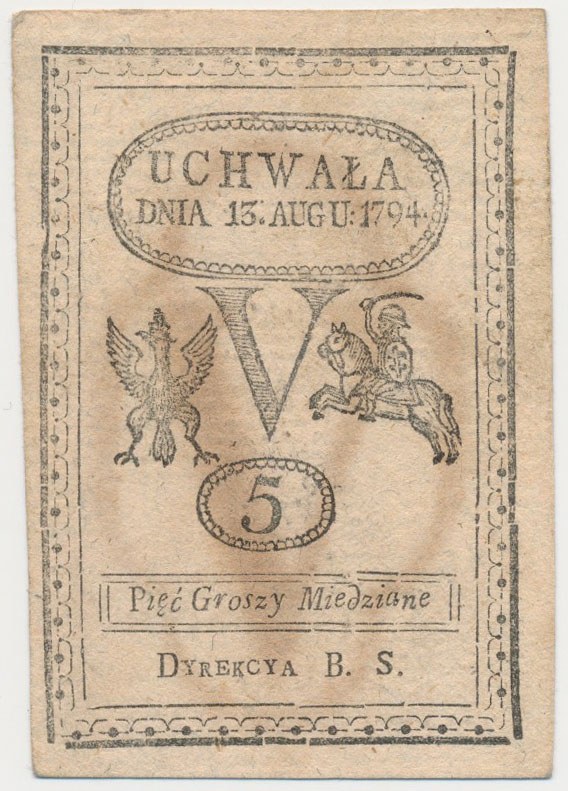 UCHWAŁA
DNIA 13. AUGU: 1794.
V
5
Pięć Groszy Miedziane
DYREKCYA B. S.